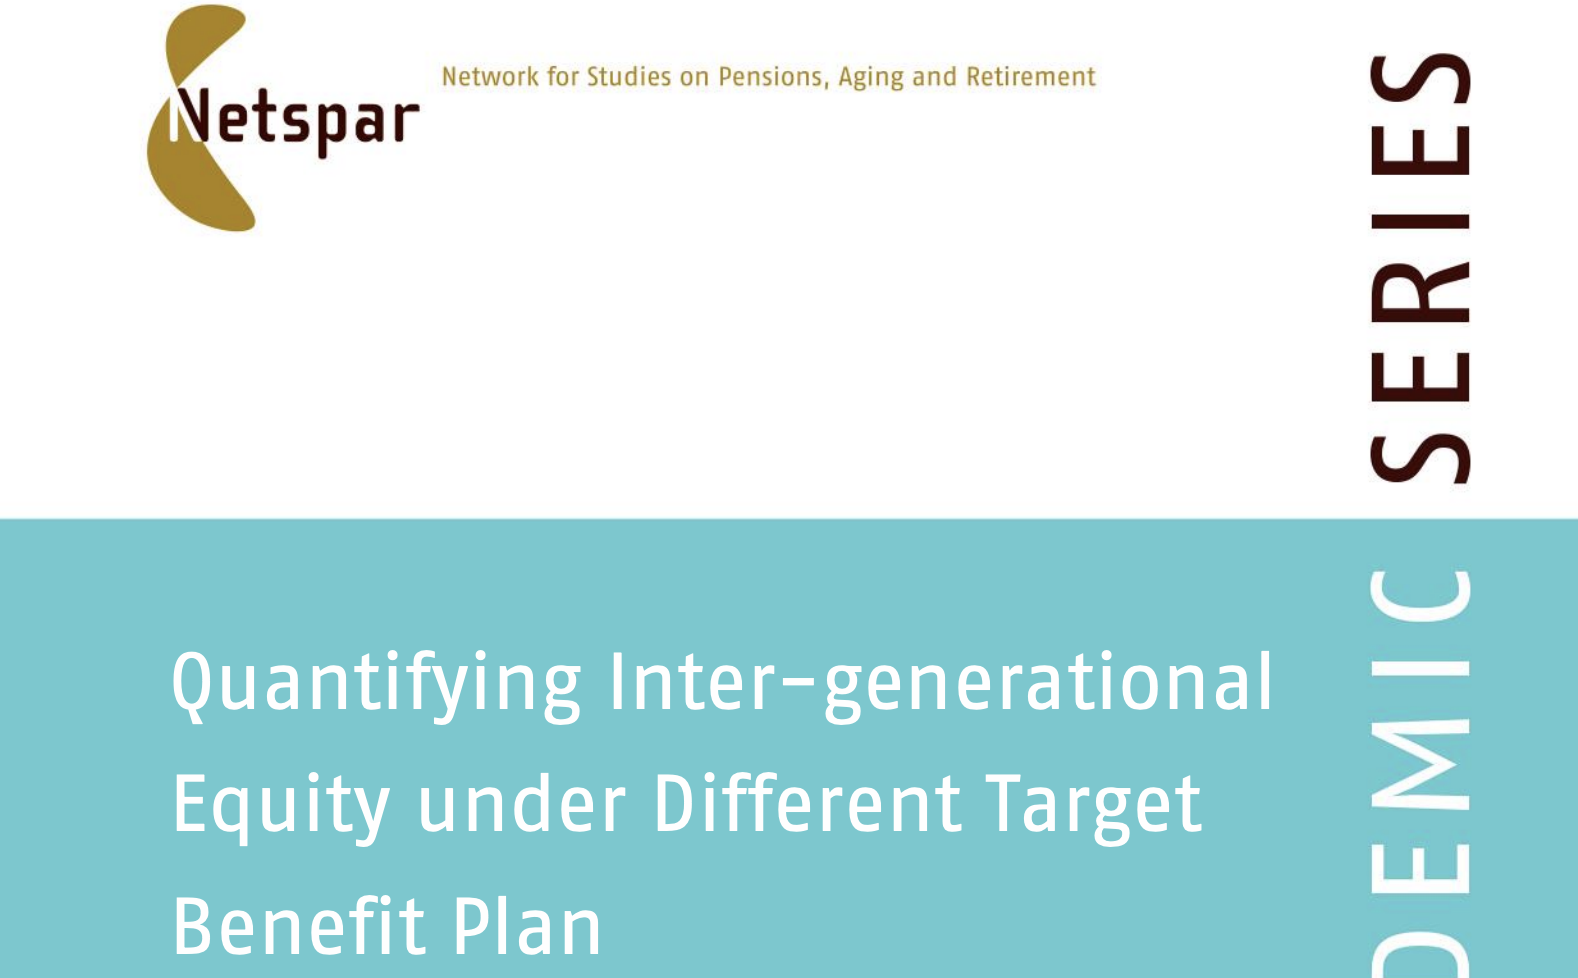 Netspar
Network for Studies on Pensions, Aging and Retirement
Quantifying Inter-generational
Equity under Different Target
Benefit Plan
DEMIC SERIES